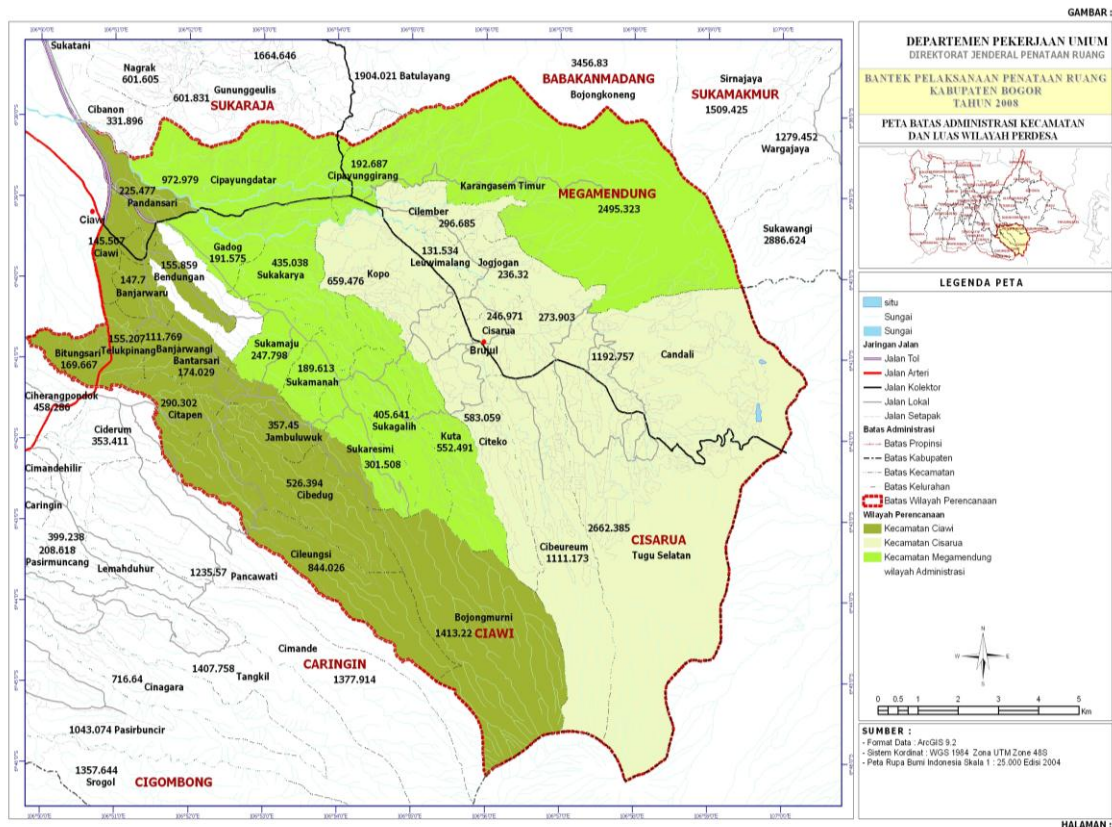 GAMBAR :
DEPARTEMEN PEKERJAAN UMUM
DIREKTORAT JENDERAL PENATAAN RUANG
BANTEK PELAKSANAAN PENATAAN RUANG
KABUPATEN BOGOR
TAHUN 2008
PETA BATAS ADMINISTRASI KECAMATAN
DAN LUAS WILAYAH PERDESA
LEGENDA PETA
situ
Sungai
Sungai
Jaringan Jalan
Jalan Tol
Jalan Arteri
Jalan Kolektor
Jalan Lokal
Jalan Setapak
Batas Administrasi
Batas Propinsi
Batas Kabupaten
Batas Kecamatan
Batas Kelurahan
Batas Wilayah Perencanaan
Wilayah Perencanaan
Kecamatan Ciawi
Kecamatan Cisarua
Kecamatan Megamendung
wilayah Administrasi
N
W
E
S
0 0.5 1 2 3 4 5
Km
SUMBER :
- Format Data : ArcGIS 9.2
- Sistem Kordinat : WGS 1984 Zona UTM Zone 48S
- Peta Rupa Bumi Indonesia Skala 1 : 25.000 Edisi 2004
HALAMAN :
Sukatani
Nagrak
601.605
1664.646
Gununggeulis
601.831
SUKARAJA
1904.021 Batulayang
3456.83
BABAKANMADANG
Bojongkoneng
SUKAMAKMUR
Sirnajaya
1509.425
1279.452
Wargajaya
Cibanon
331.896
972.979
Cipayungdatar
192.687
Cipayunggirang
Karangasem Timur
MEGAMENDUNG
2495.323
225.477
Pandansari
Ciawi
145.507
Ciawi
Cilember
296.685
Sukawangi
2886.624
Gadog
191.575
435.038
Sukakarya
131.534
Leuwimalang
Jogjogan
236.32
155.859
Bendungan
147.7
Banjarwaru
659.476
Kopo
246.971
Cisarua
273.903
Brujul
155.207
Telukpinang
111.769
Banjarwangi
Bantarsari
174.029
Bitungsari
169.667
Sukamaju
247.798
189.613
Sukamanah
1192.757
Candali
Ciherangpondok
458.286
290.302
Citapen
Ciderum
353.411
357.45
Jambuluwuk
405.641
Sukagalih
583.059
Citeko
Kuta
552.491
Sukaresmi
301.508
Cimandehilir
526.394
Cibedug
Caringin
399.238
208.618
Pasirmuncang
Lemahduhur
1235.57
Pancawati
Cileungsi
844.026
Cibeureum
1111.173
2662.385
CISARUA
Tugu Selatan
Bojongmurni
1413.22
CIAWI
Cimande
CARINGIN
1377.914
1407.758
Tangkil
716.64
Cinagara
1043.074 Pasirbuncir
1357.644
Srogol
CIGOMBONG